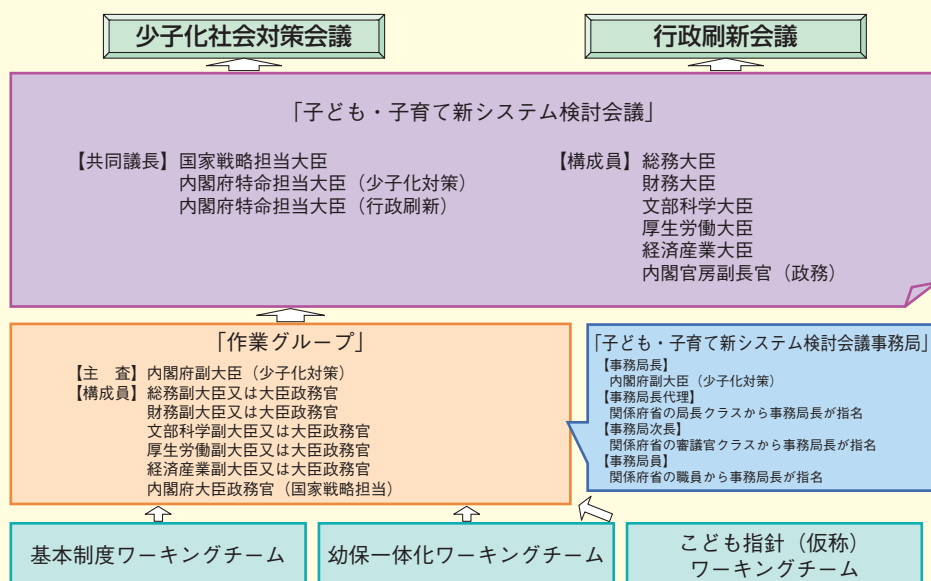 少子化社会対策会議
行政刷新会議
「子ども・子育て新システム検討会議」
【共同議長】国家戦略担当大臣
内閣府特命担当大臣（少子化対策）
内閣府特命担当大臣（行政刷新）
【構成員】総務大臣
財務大臣
文部科学大臣
厚生労働大臣
経済産業大臣
内閣官房副長官（政務）
「作業グループ」
【主　査】内閣府副大臣（少子化対策）
【構成員】総務副大臣又は大臣政務官
財務副大臣又は大臣政務官
文部科学副大臣又は大臣政務官
厚生労働副大臣又は大臣政務官
経済産業副大臣又は大臣政務官
内閣府大臣政務官（国家戦略担当）
「子ども・子育て新システム検討会議事務局」
【事務局長】
内閣府副大臣（少子化対策）
【事務局長代理】
関係府省の局長クラスから事務局長が指名
【事務局次長】
関係府省の審議官クラスから事務局長が指名
【事務局員】
関係府省の職員から事務局長が指名
基本制度ワーキングチーム
幼保一体化ワーキングチーム
こども指針（仮称）
ワーキングチーム